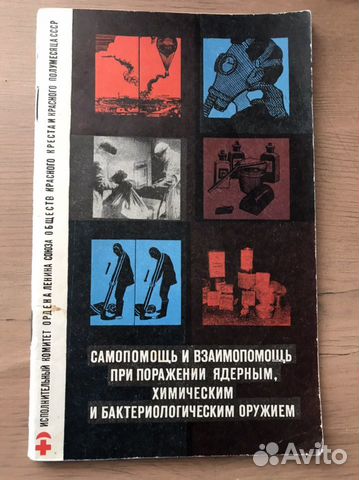 ИСПОЛНИТЕЛЬНЫЙ КОМИТЕТ ОРДЕНА ЛЕНИНА СОЮЗА ОБЩЕСТВ КРАСНОГО КРЕСТА И КРАСНОГО ПОЛУМЕСЯЦА СССР
САМОПОМОЩЬ И ВЗАИМОПОМОЩЬ
ПРИ ПОРАЖЕНИИ ЯДЕРНЫМ,
ХИМИЧЕСКИМ
И БАКТЕРИОЛОГИЧЕСКИМ ОРУЖИЕМ
Avito